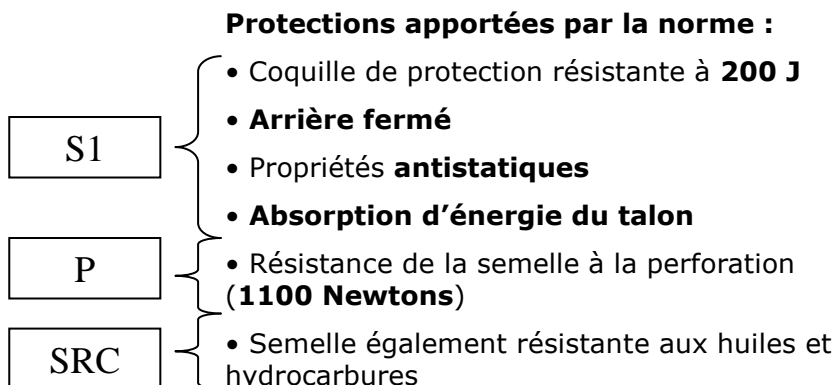 Protections apportées par la norme :
• Coquille de protection résistante à 200 J
• Arrière fermé
S1
• Propriétés antistatiques
• Absorption d’énergie du talon
P
• Résistance de la semelle à la perforation
(1100 Newtons)
SRC
• Semelle également résistante aux huiles et
hydrocarbures